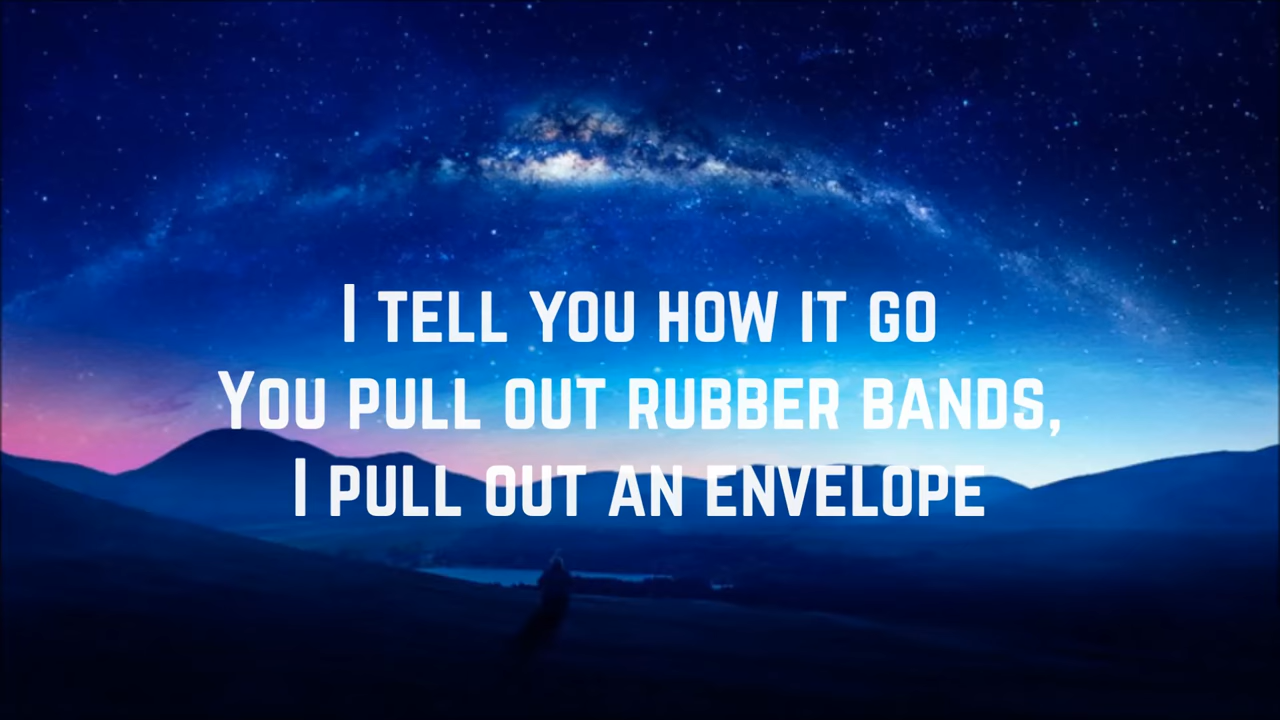 I tell you how it go
You pull out rubber bands,
I pull out an envelope